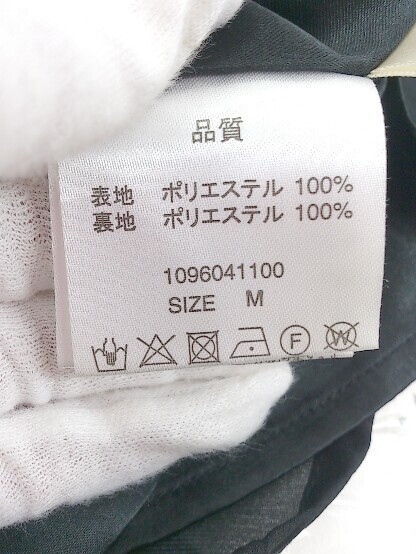 品質
表地 ポリエステル 100%
裏地 ポリエステル 100%
1096041100
SIZE M
F W